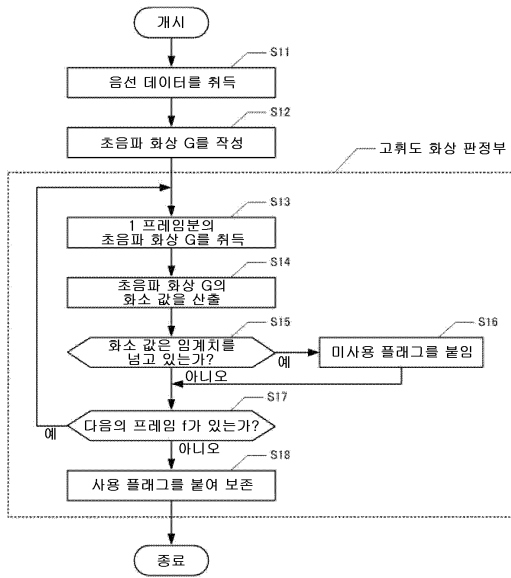 개시
S11
음선 데이터를 취득
S12
초음파 화상 G를 작성
고휘도 화상 판정부
S13
1 프레임분의
초음파 화상 G를 취득
S14
초음파 화상 G의
화소 값을 산출
S15
화소 값은 임계치를
넘고 있는가?
예
S16
미사용 플래그를 붙임
아니오
S17
다음의 프레임 f가 있는가?
예
아니오
S18
사용 플래그를 붙여 보존
종료